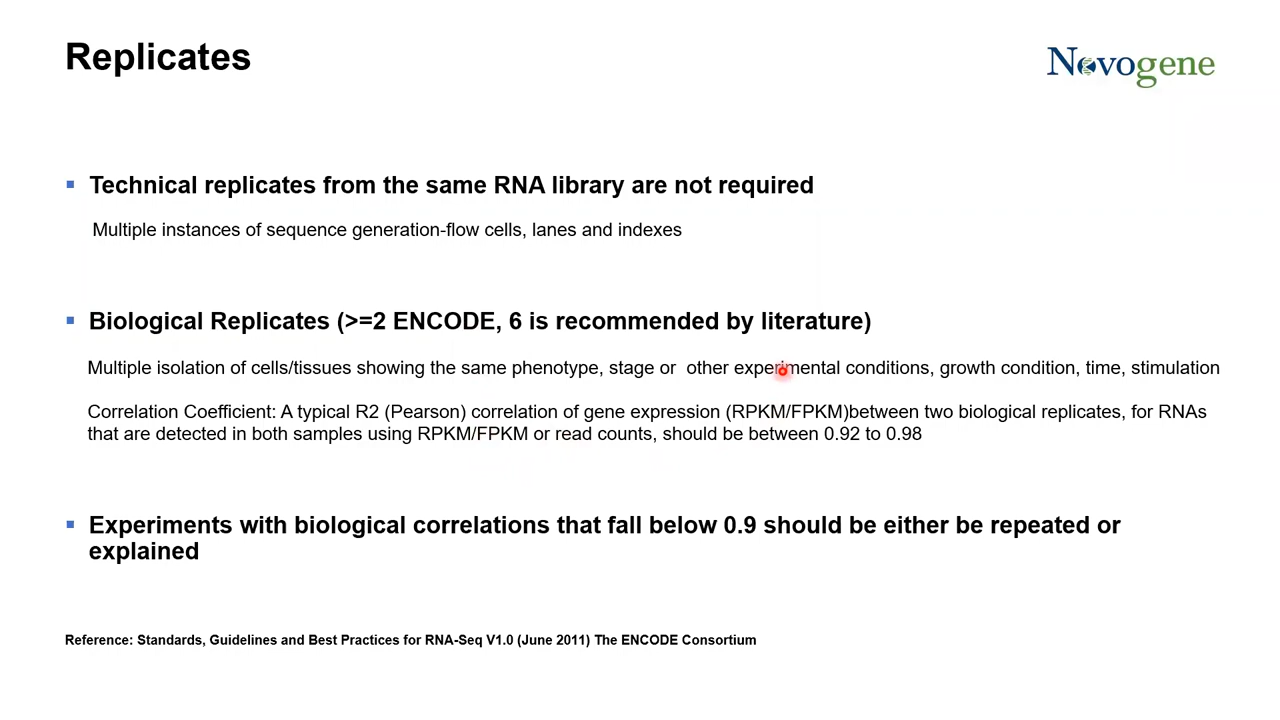 Replicates
Novogene
Technical replicates from the same RNA library are not required
Multiple instances of sequence generation-flow cells, lanes and indexes
Biological Replicates (>=2 ENCODE, 6 is recommended by literature)
Multiple isolation of cells/tissues showing the same phenotype, stage or other experimental conditions, growth condition, time, stimulation
Correlation Coefficient: A typical R2 (Pearson) correlation of gene expression (RPKM/FPKM)between two biological replicates, for RNAs
that are detected in both samples using RPKM/FPKM or read counts, should be between 0.92 to 0.98
Experiments with biological correlations that fall below 0.9 should be either be repeated or
explained
Reference: Standards, Guidelines and Best Practices for RNA-Seq V1.0 (June 2011) The ENCODE Consortium